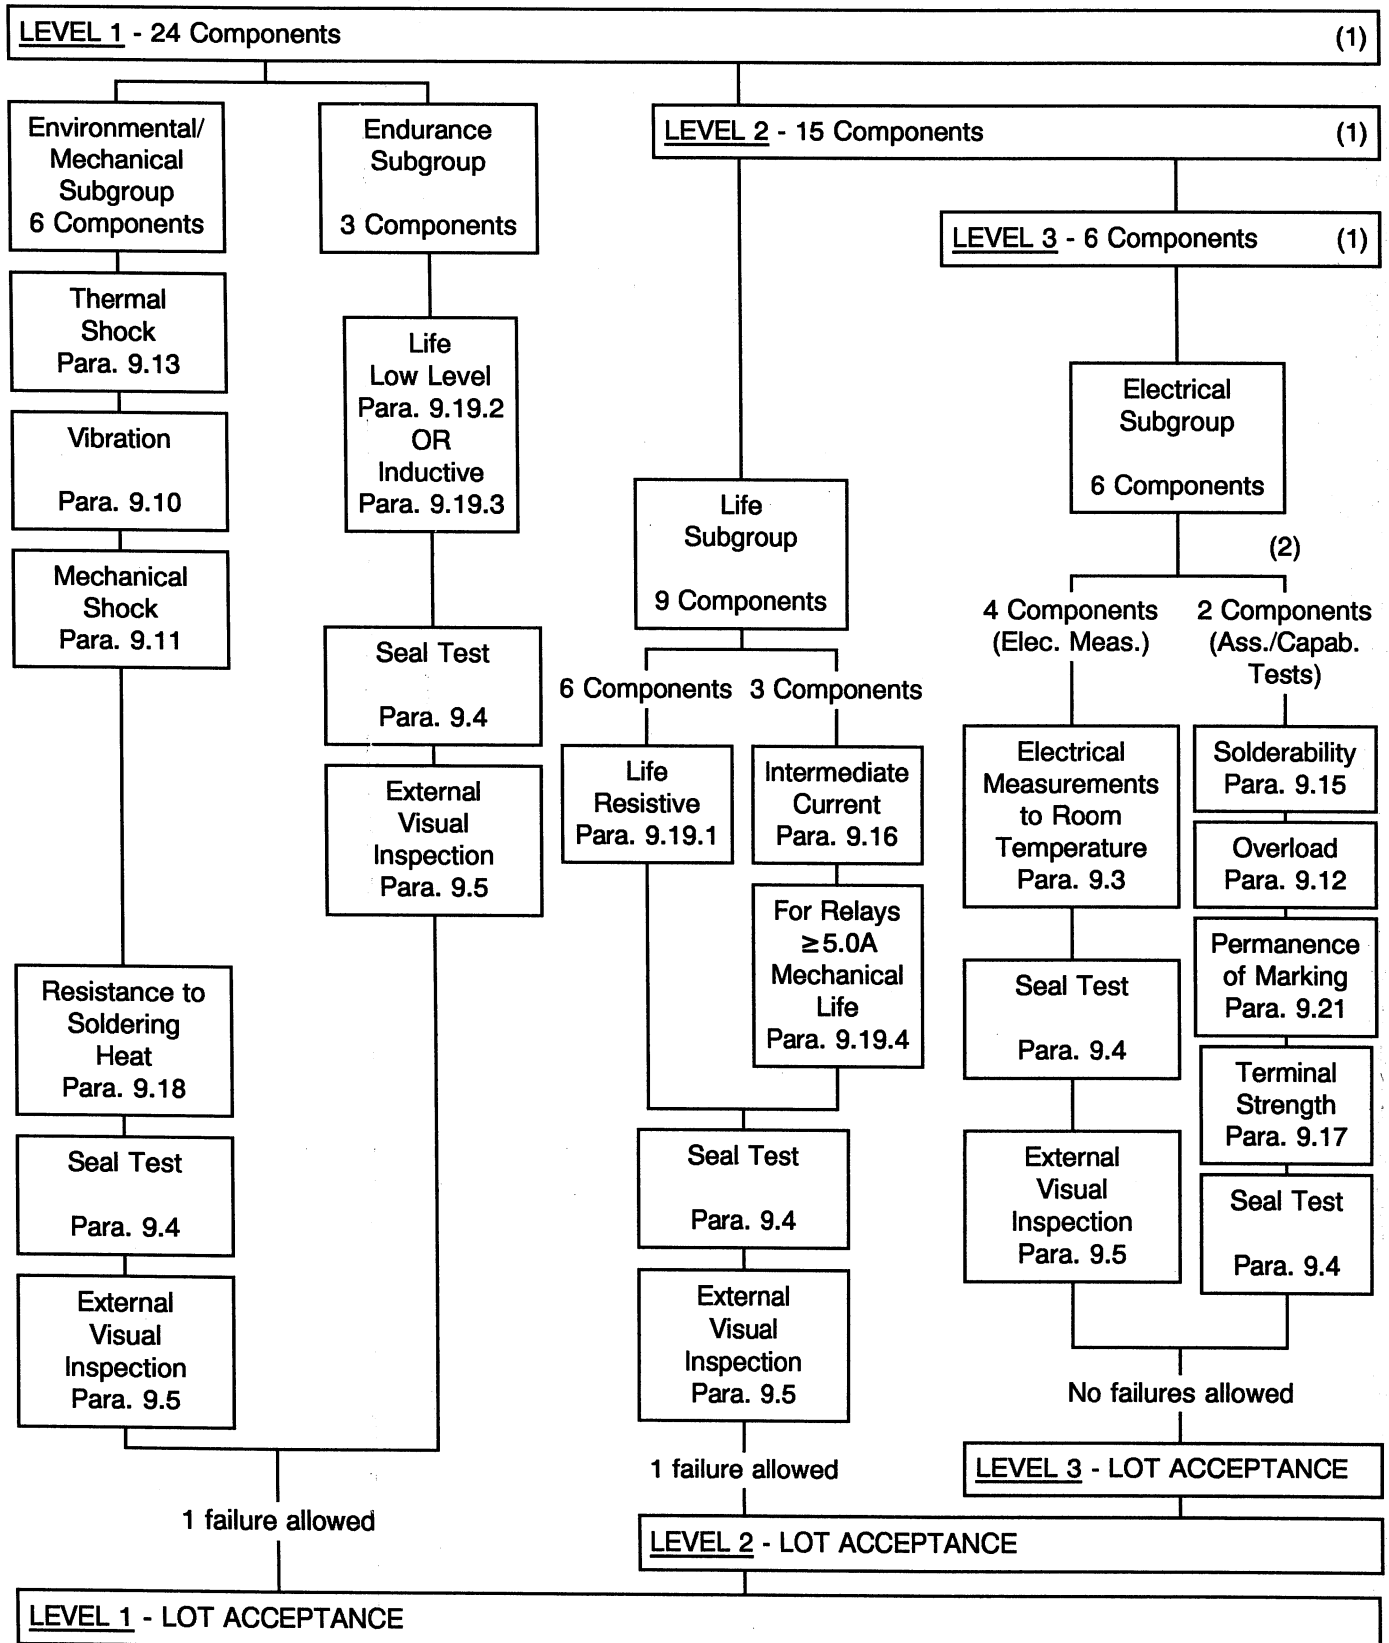 LEVEL 1 - 24 Components (1)
Environmental/
Mechanical
Subgroup
6 Components
Thermal
Shock
Para. 9.13
Vibration
Para. 9.10
Mechanical
Shock
Para. 9.11
Resistance to
Soldering
Heat
Para. 9.18
Seal Test
Para. 9.4
External
Visual
Inspection
Para. 9.5
Endurance
Subgroup
3 Components
Life
Low Level
Para. 9.19.2
OR
Inductive
Para. 9.19.3
Seal Test
Para. 9.4
External
Visual
Inspection
Para. 9.5
1 failure allowed
LEVEL 2 - 15 Components (1)
Life
Subgroup
9 Components
6 Components
Life
Resistive
Para. 9.19.1
3 Components
Intermediate
Current
Para. 9.16
For Relays
≥5.0A
Mechanical
Life
Para. 9.19.4
Seal Test
Para. 9.4
External
Visual
Inspection
Para. 9.5
1 failure allowed
LEVEL 3 - 6 Components (1)
Electrical
Subgroup
6 Components
(2)
4 Components
(Elec. Meas.)
Electrical
Measurements
to Room
Temperature
Para. 9.3
Seal Test
Para. 9.4
External
Visual
Inspection
Para. 9.5
2 Components
(Ass./Capab.
Tests)
Solderability
Para. 9.15
Overload
Para. 9.12
Permanence
of Marking
Para. 9.21
Terminal
Strength
Para. 9.17
Seal Test
Para. 9.4
No failures allowed
LEVEL 3 - LOT ACCEPTANCE
LEVEL 2 - LOT ACCEPTANCE
LEVEL 1 - LOT ACCEPTANCE